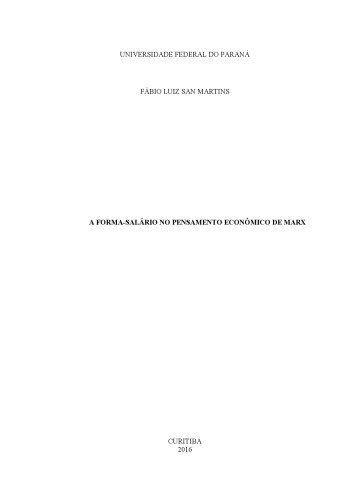 UNIVERSIDADE FEDERAL DO PARANÁ
FÁBIO LUIZ SAN MARTINS
A FORMA-SALÁRIO NO PENSAMENTO ECONÔMICO DE MARX
CURITIBA
2016